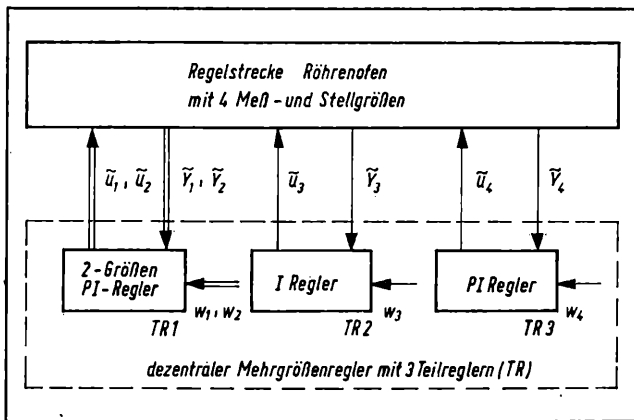 Regelstrecke Röhrenofen
mit 4 Meß- und Stellgrößen
ũ₁, ũ₂
Ỹ₁, Ỹ₂
ũ₃
Ỹ₃
ũ₄
Ỹ₄
2-Größen
PI-Regler
I Regler
PI Regler
w₁, w₂
w₃
w₄
TR1
TR2
TR3
dezentraler Mehrgrößenregler mit 3 Teilreglern (TR)